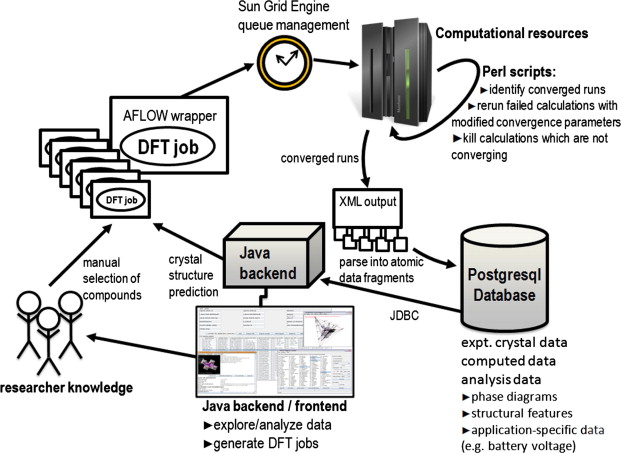 Sun Grid Engine
queue management
Computational resources
Perl scripts:
►identify converged runs
►rerun failed calculations with
modified convergence parameters
►kill calculations which are not
converging
AFLOW wrapper
DFT job
DFT job
converged runs
XML output
parse into atomic
data fragments
Postgresql
Database
Java
backend
crystal
structure
prediction
manual
selection of
compounds
JDBC
researcher knowledge
expt. crystal data
computed data
analysis data
►phase diagrams
►structural features
►application-specific data
(e.g. battery voltage)
Java backend / frontend
►explore/analyze data
►generate DFT jobs